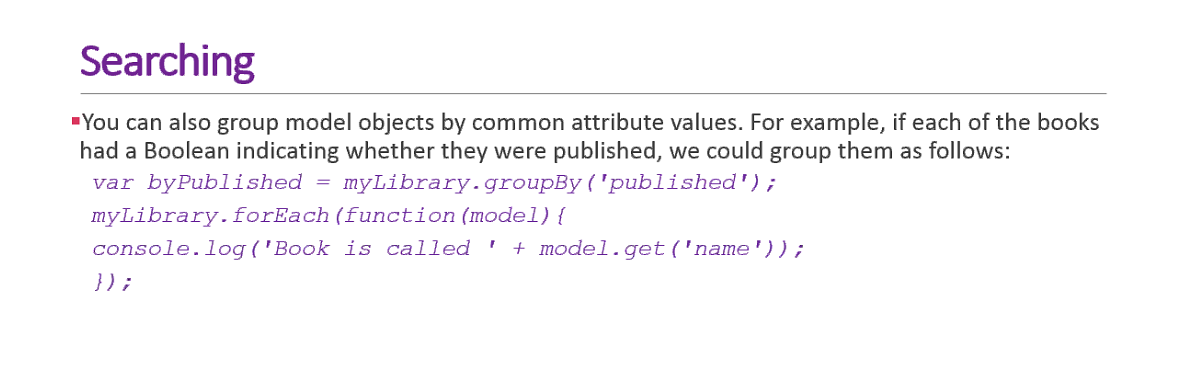 Searching
▪You can also group model objects by common attribute values. For example, if each of the books
had a Boolean indicating whether they were published, we could group them as follows:
var byPublished = myLibrary.groupBy('published');
myLibrary.forEach(function(model){
console.log('Book is called ' + model.get('name'));
});